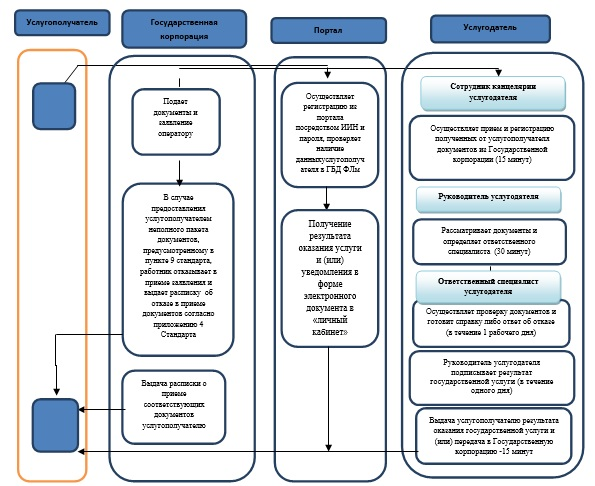 Услугополучатель
Государственная
корпорация
Портал
Услугодатель
Подает
документы и
заявление
оператору
В случае
предоставления
услугополучателем
неполного пакета
документов,
предусмотренному в
пункте 9 стандарта,
работник отказывает в
приеме заявления и
выдает расписку об
отказе в приеме
документов согласно
приложению 4
Стандарта
Выдача расписки о
приеме
соответствующих
документов
услугополучателю
Осуществляет
регистрацию из
портала
посредством ИИН и
пароля, проверяет
наличие
данныхуслугополуч
ателя в ГБД ФЛм
Получение
результата
оказания услуги
и (или)
уведомления в
форме
электронного
документа в
«личный
кабинет»
Сотрудник канцелярии
услугодателя
Осуществляет прием и регистрацию
полученных от услугополучателя
документов из Государственной
корпорации (15 минут)
Руководитель услугодателя
Рассматривает документы и
определяет ответственного
специалиста (30 минут)
Ответственный специалист
услугодателя
Осуществляет проверку документов и
готовит справку либо ответ об отказе
(в течение 1 рабочего дня)
Руководитель услугодателя
подписывает результат
государственной услуги (в течение
одного дня)
Выдача услугополучателю результата
оказания государственной услуги и
(или) передача в Государственную
корпорацию -15 минут